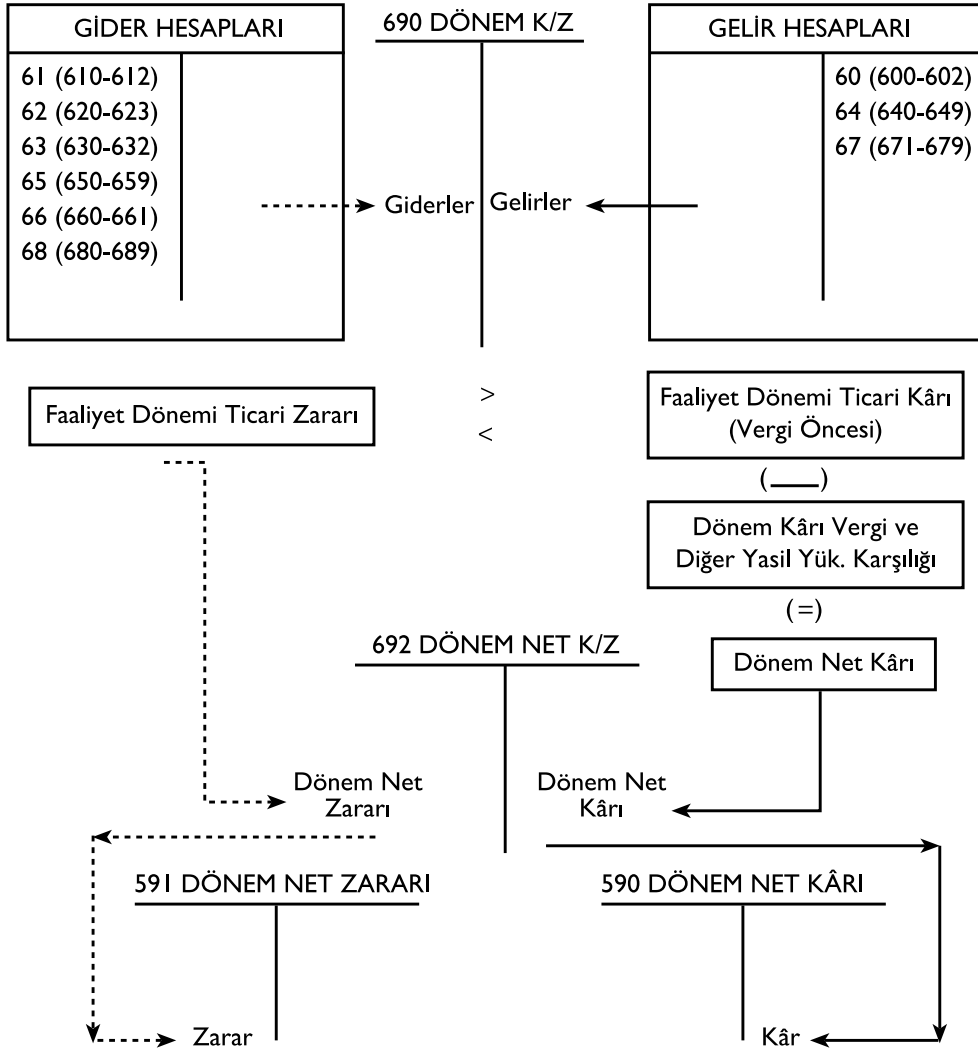 GİDER HESAPLARI
61 (610-612)
62 (620-623)
63 (630-632)
65 (650-659)
66 (660-661)
68 (680-689)
690 DÖNEM K/Z
Giderler
Gelirler
GELİR HESAPLARI
60 (600-602)
64 (640-649)
67 (671-679)
Faaliyet Dönemi Ticari Zararı
>
<
Faaliyet Dönemi Ticari Kârı
(Vergi Öncesi)
(___)
Dönem Kârı Vergi ve
Diğer Yasil Yük. Karşılığı
(=)
Dönem Net Kârı
692 DÖNEM NET K/Z
Dönem Net
Zararı
Dönem Net
Kârı
591 DÖNEM NET ZARARI
Zarar
590 DÖNEM NET KÂRI
Kâr